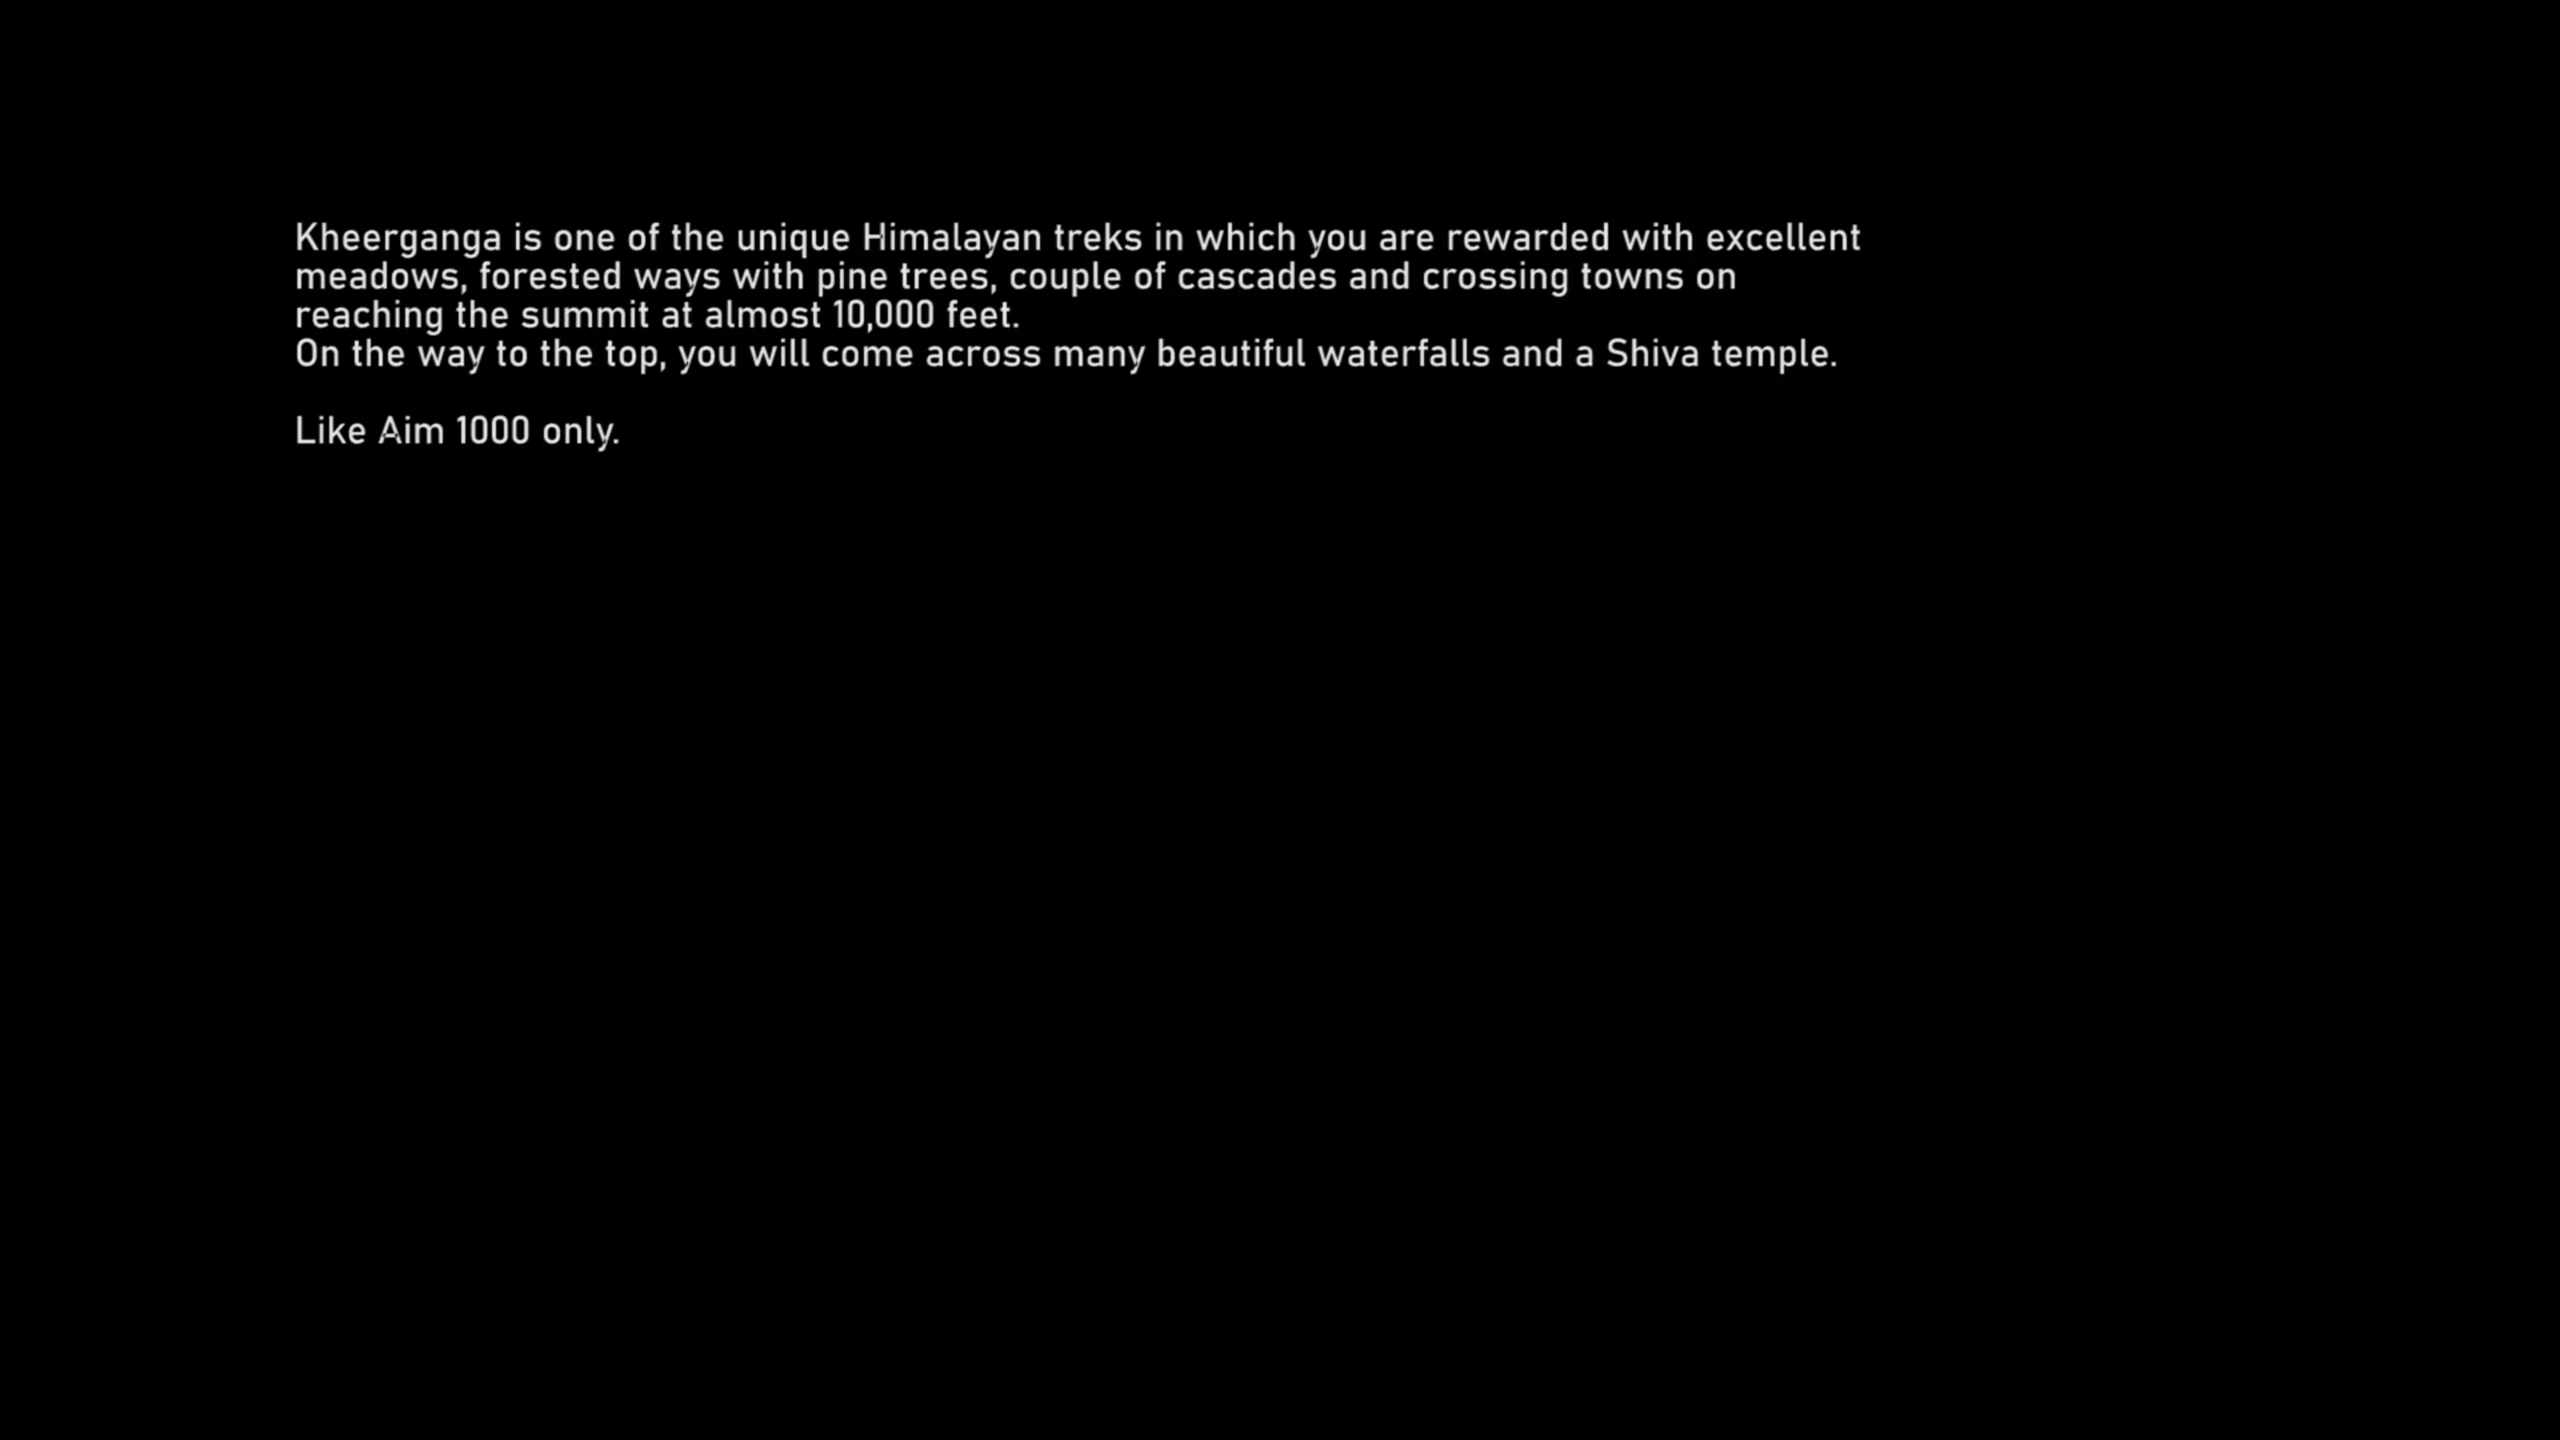 Kheerganga is one of the unique Himalayan treks in which you are rewarded with excellent
meadows, forested ways with pine trees, couple of cascades and crossing towns on
reaching the summit at almost 10,000 feet.
On the way to the top, you will come across many beautiful waterfalls and a Shiva temple.
Like Aim 1000 only.